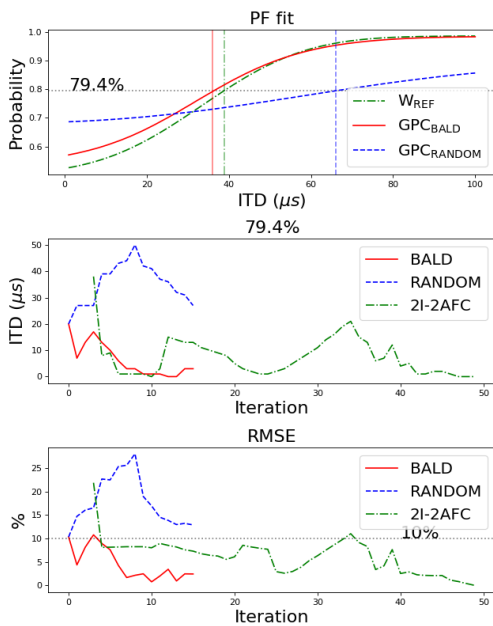 PF fit
Probability
1.0
0.9
0.8
0.7
0.6
79.4%
W_REF
GPC_BALD
GPC_RANDOM
0 20 40 60 80 100
ITD (μs)
79.4%
ITD (μs)
50
40
30
20
10
0
BALD
RANDOM
2I-2AFC
0 10 20 30 40 50
Iteration
RMSE
%
25
20
15
10
5
0
BALD
RANDOM
2I-2AFC
10%
0 10 20 30 40 50
Iteration